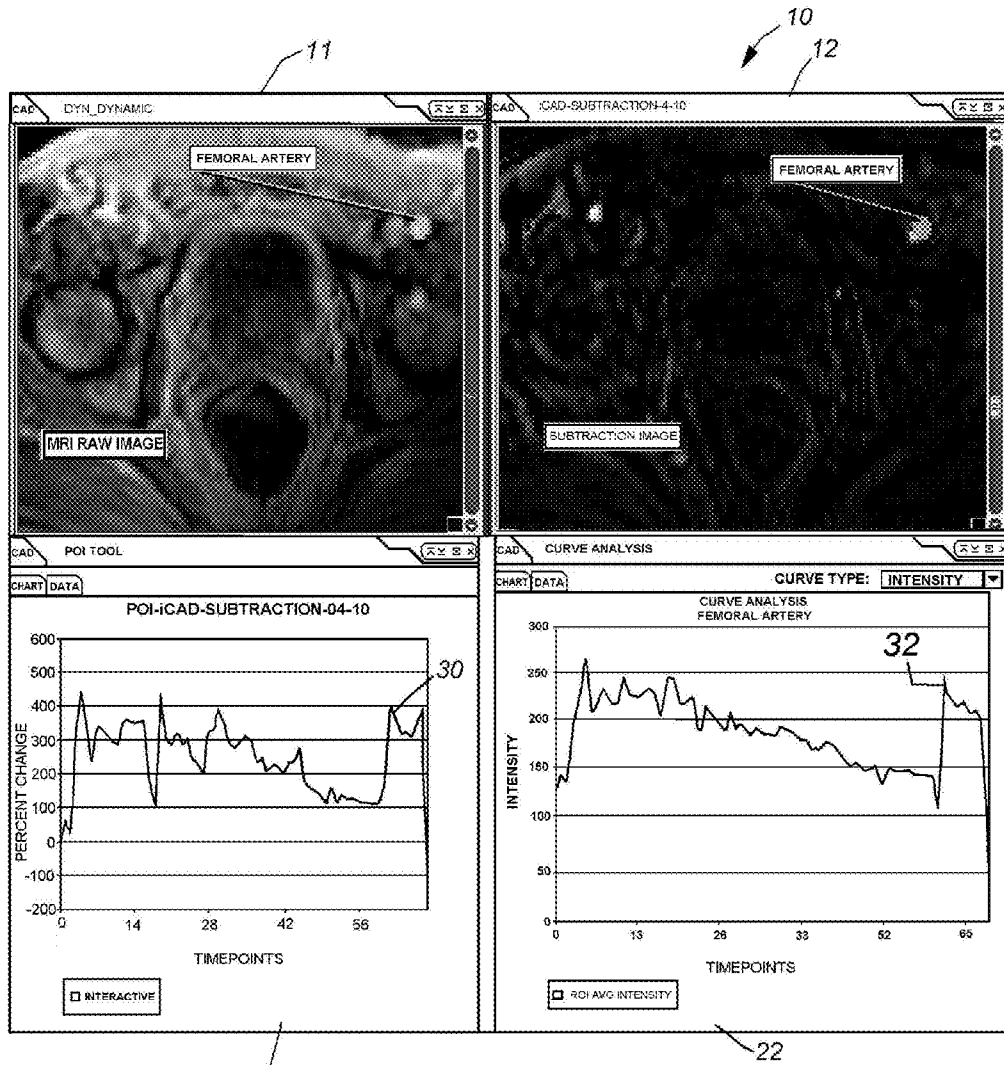 10
11
12
CAD DYN_DYNAMIC
CAD iCAD-SUBTRACTION-4-10
FEMORAL ARTERY
FEMORAL ARTERY
MRI RAW IMAGE
SUBTRACTION IMAGE
CAD POI TOOL
CAD CURVE ANALYSIS
CHART DATA
CHART DATA
CURVE TYPE: INTENSITY
POI-iCAD-SUBTRACTION-04-10
600
500
400
300
200
100
0
-100
-200
PERCENT CHANGE
30
0 14 28 42 56
TIMEPOINTS
INTERACTIVE
CURVE ANALYSIS
FEMORAL ARTERY
300
250
200
150
100
50
0
INTENSITY
32
0 13 26 33 52 65
TIMEPOINTS
ROI AVG INTENSITY
22